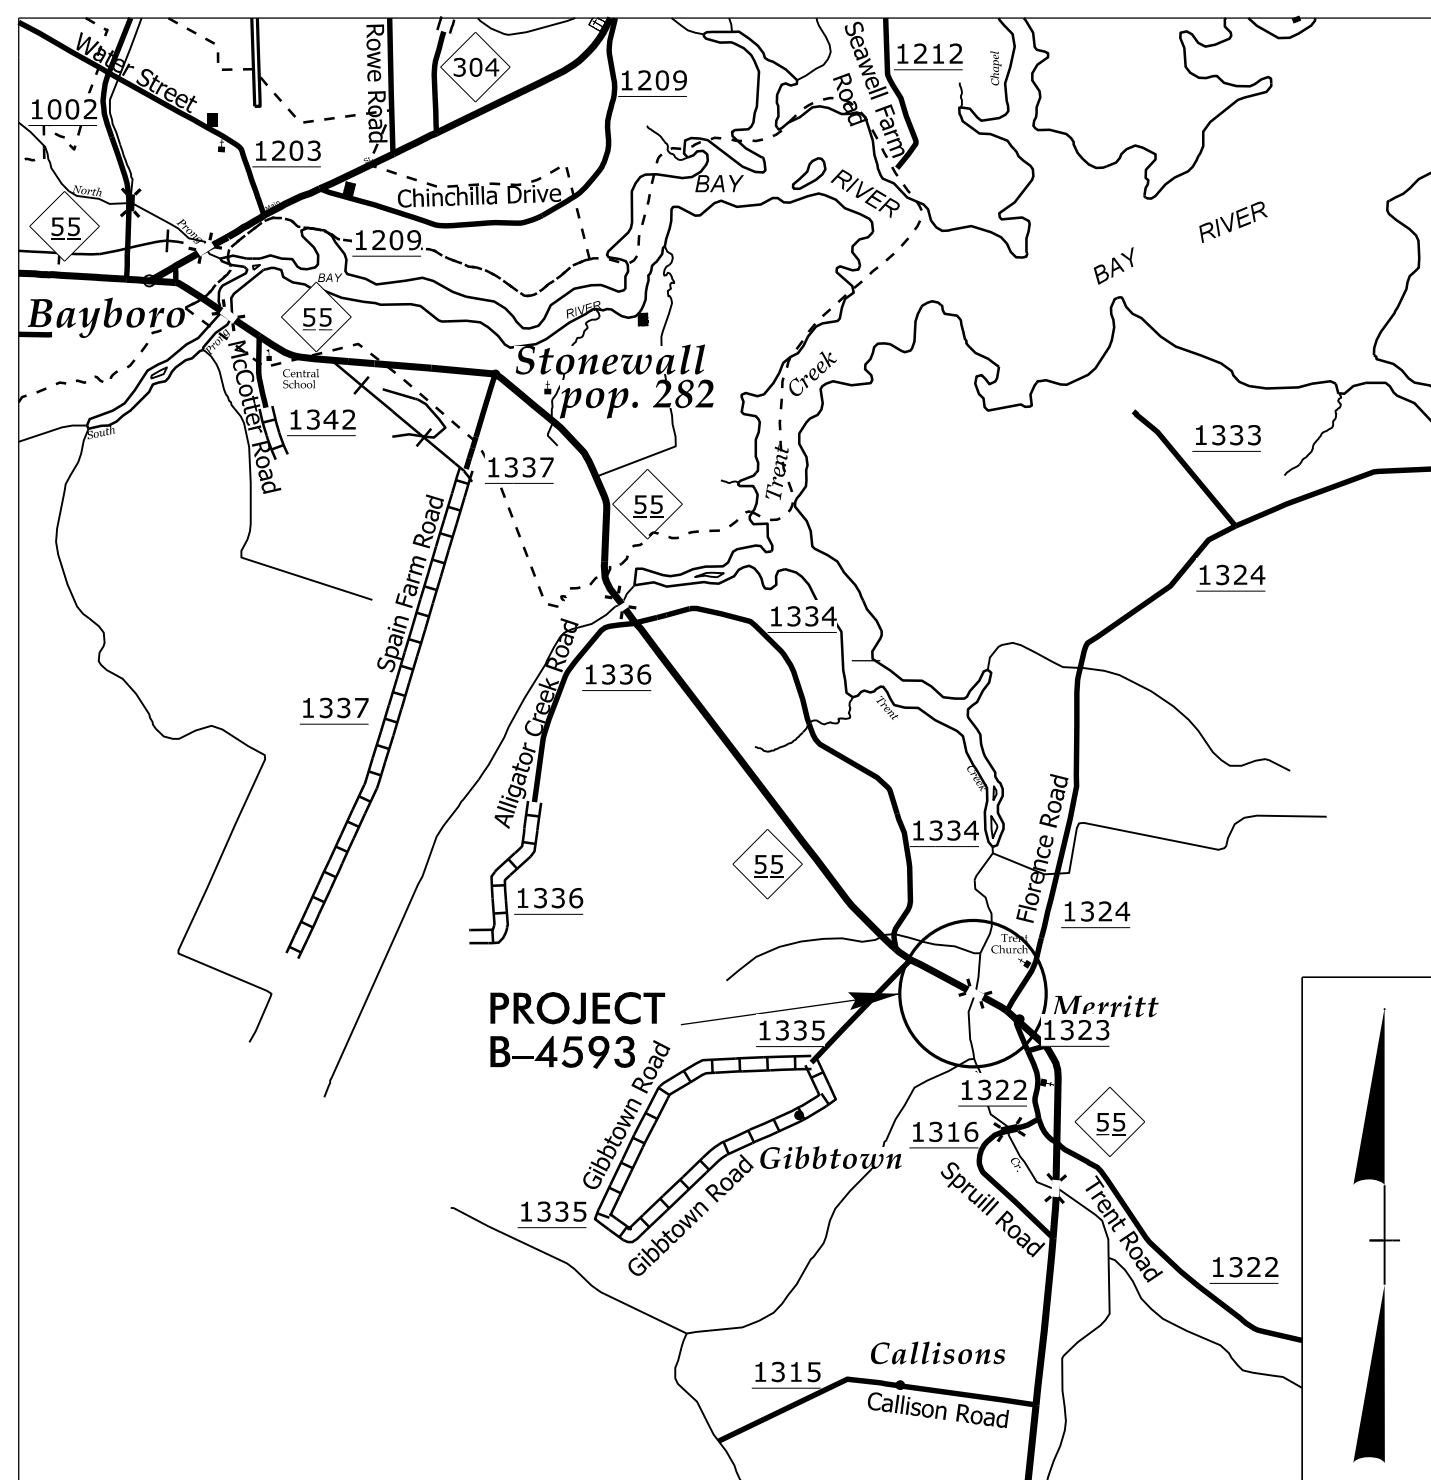 Water Street
Rowe Road
304
1209
Seawell Farm
Road
1212
Chapel
1002
1203
Chinchilla Drive
BAY
RIVER
RIVER
BAY
North
Prong
55
Main
1209
BAY
RIVER
Bayboro
55
Prong
McCotter Road
Central
School
Stonewall
pop. 282
Creek
Trent
South
1342
1337
55
1333
1324
Spain Farm Road
1334
Alligator Creek Road
1336
1337
Trent
Creek
Florence Road
1334
55
1336
1324
Trent
Church
PROJECT
B–4593
Merritt
1335
1323
Gibbtown Road
1322
1316
55
Gibbtown
Cr.
Gibbtown Road
Spruill Road
Trent Road
1335
1322
Callisons
1315
Callison Road